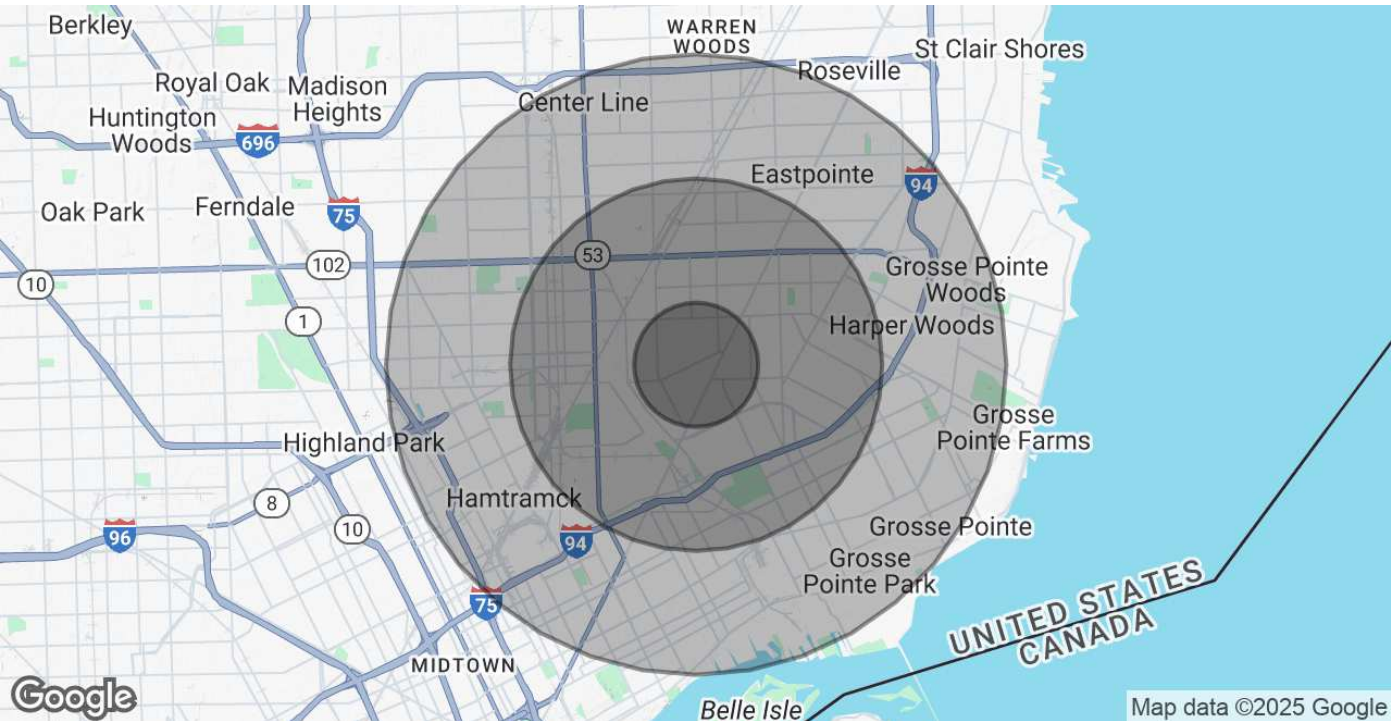 Berkley
WARREN
WOODS
St Clair Shores
Roseville
Royal Oak
Madison
Heights
Center Line
Huntington
Woods
696
Eastpointe
94
Oak Park
Ferndale
75
53
102
10
Grosse Pointe
Woods
1
Harper Woods
Grosse
Pointe Farms
Highland Park
Hamtramck
8
10
96
94
Grosse Pointe
Grosse
Pointe Park
75
UNITED STATES
CANADA
MIDTOWN
Google
Belle Isle
Map data ©2025 Google